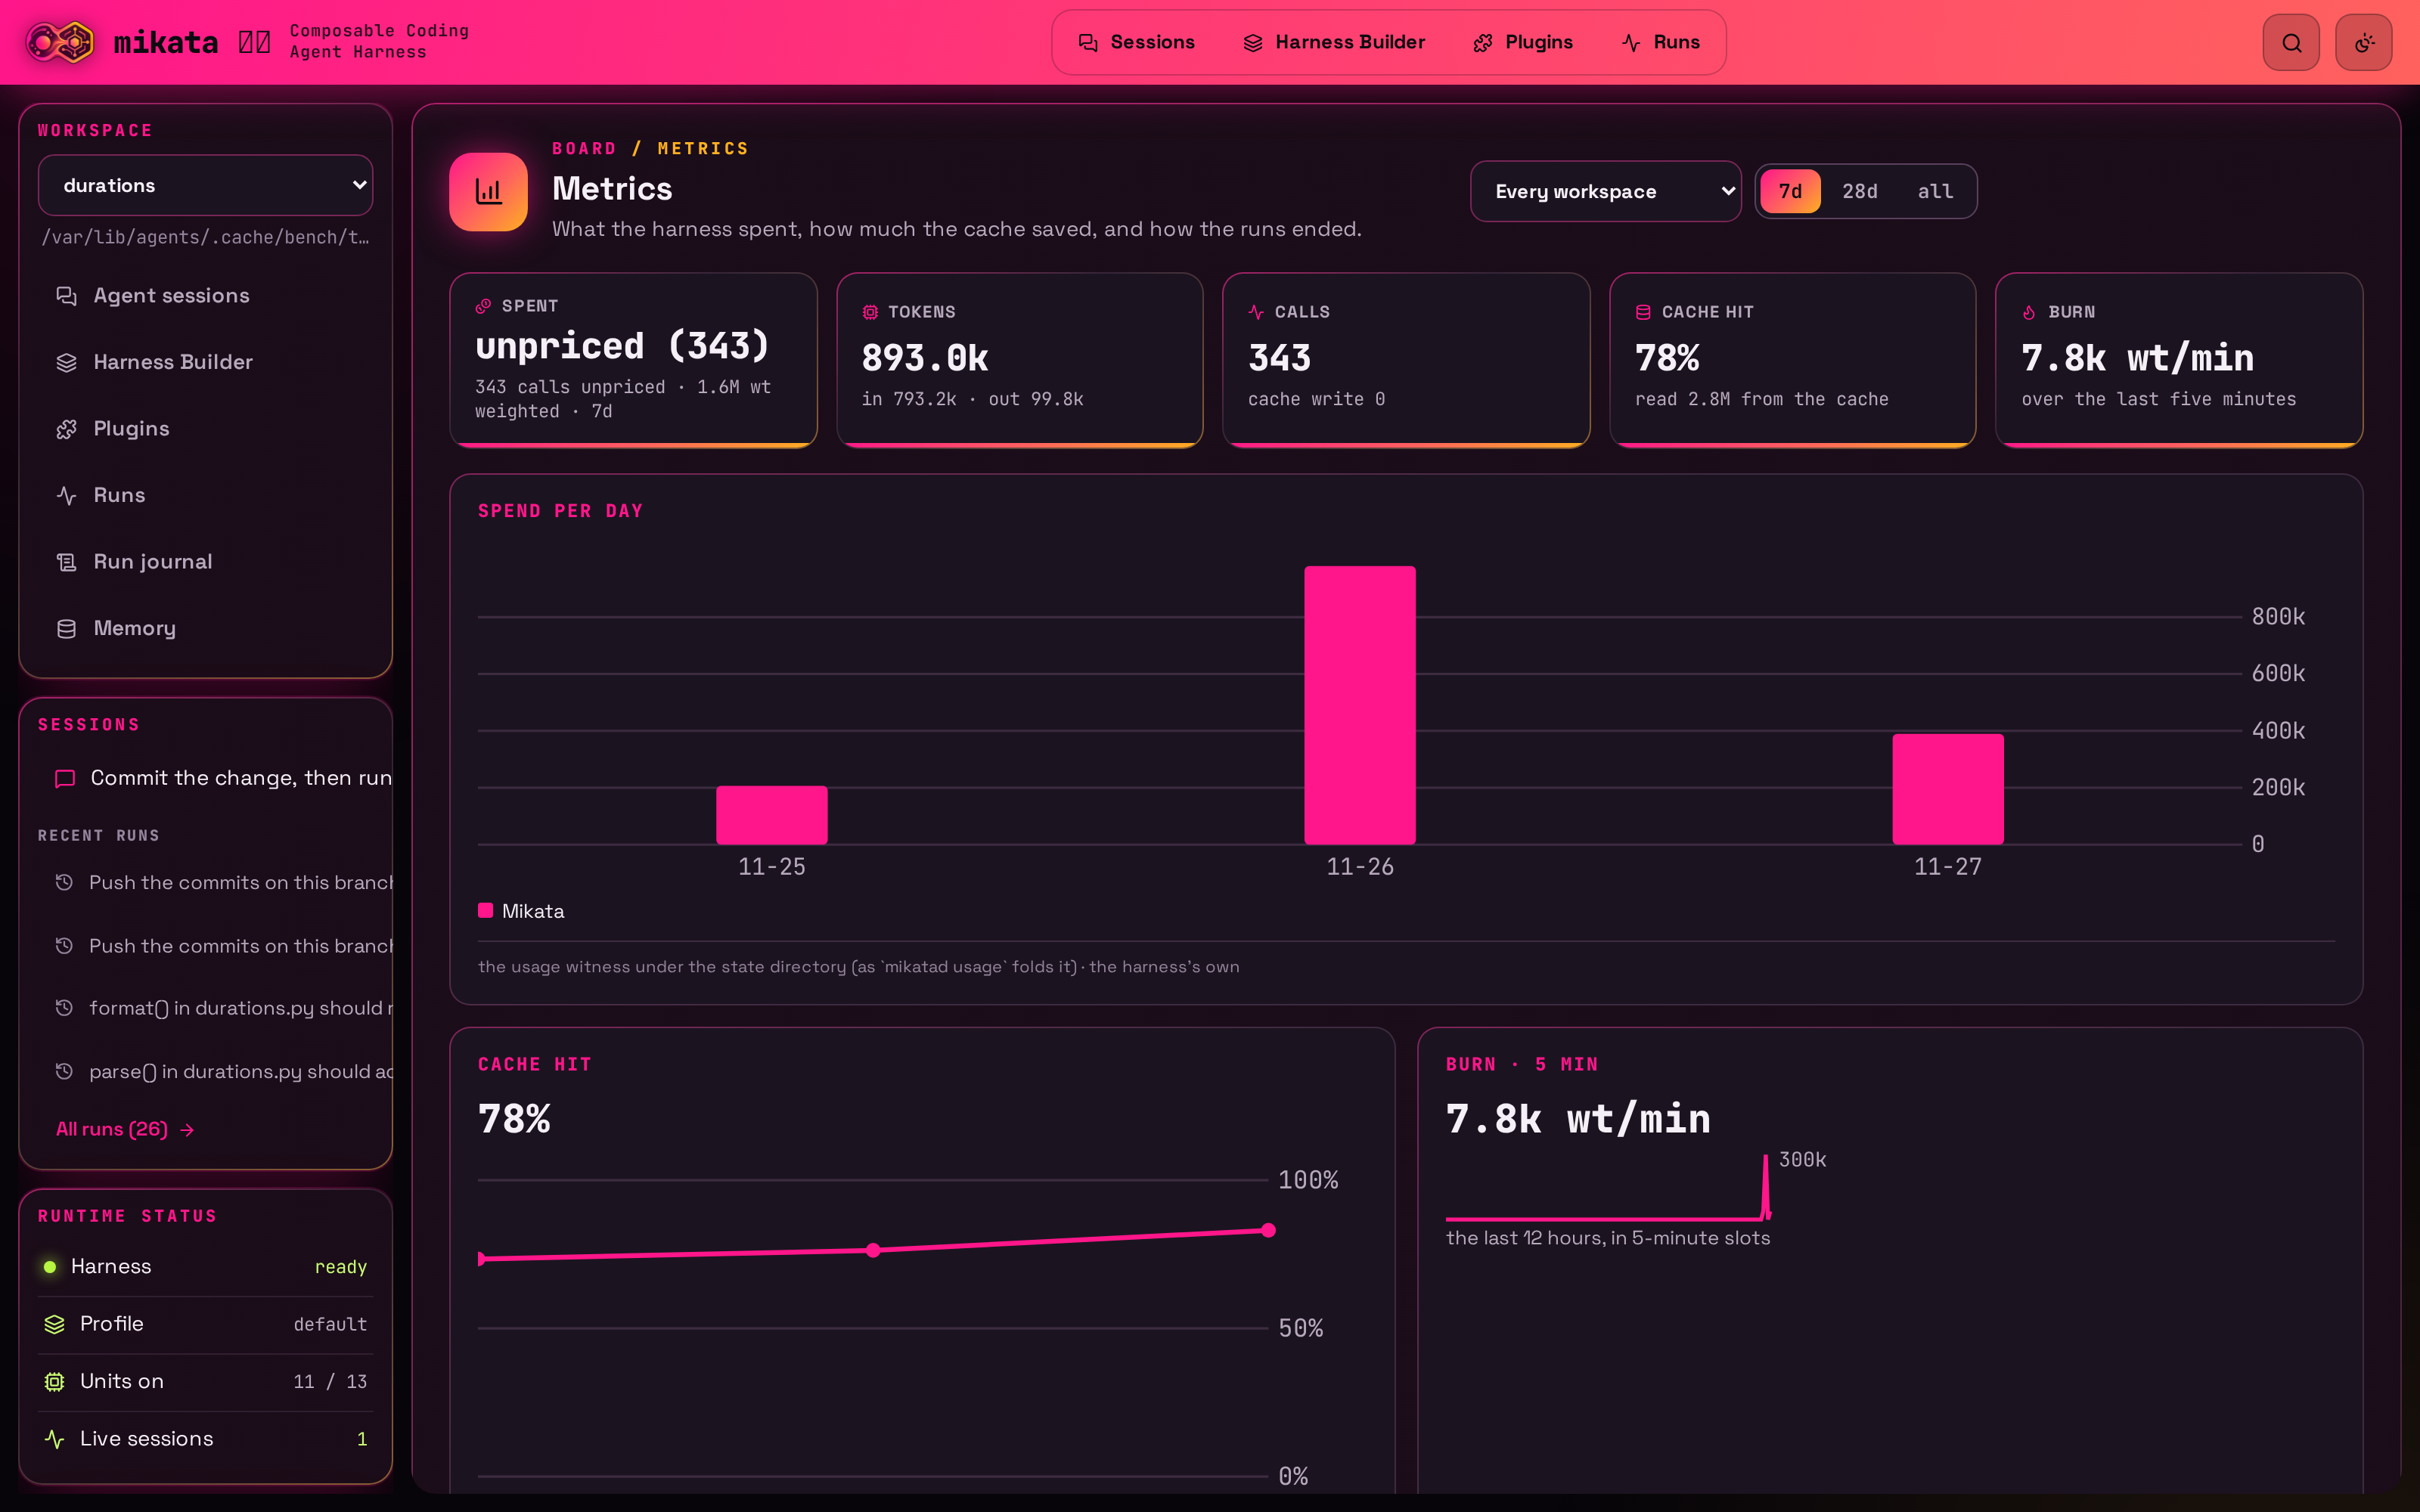 mikata
Composable Coding
Agent Harness
Sessions
Harness Builder
Plugins
Runs
WORKSPACE
durations
/var/lib/agents/.cache/bench/t…
Agent sessions
Harness Builder
Plugins
Runs
Run journal
Memory
SESSIONS
Commit the change, then run
RECENT RUNS
Push the commits on this branch
Push the commits on this branch
format() in durations.py should
parse() in durations.py should
All runs (26) →
RUNTIME STATUS
Harness ready
Profile default
Units on 11 / 13
Live sessions 1
BOARD / METRICS
Metrics
What the harness spent, how much the cache saved, and how the runs ended.
Every workspace
7d 28d all
SPENT
unpriced (343)
343 calls unpriced · 1.6M wt
weighted · 7d
TOKENS
893.0k
in 793.2k · out 99.8k
CALLS
343
cache write 0
CACHE HIT
78%
read 2.8M from the cache
BURN
7.8k wt/min
over the last five minutes
SPEND PER DAY
800k
600k
400k
200k
0
11-25 11-26 11-27
Mikata
the usage witness under the state directory (as `mikatad usage` folds it) · the harness's own
CACHE HIT
78%
100%
50%
0%
BURN · 5 MIN
7.8k wt/min
300k
the last 12 hours, in 5-minute slots